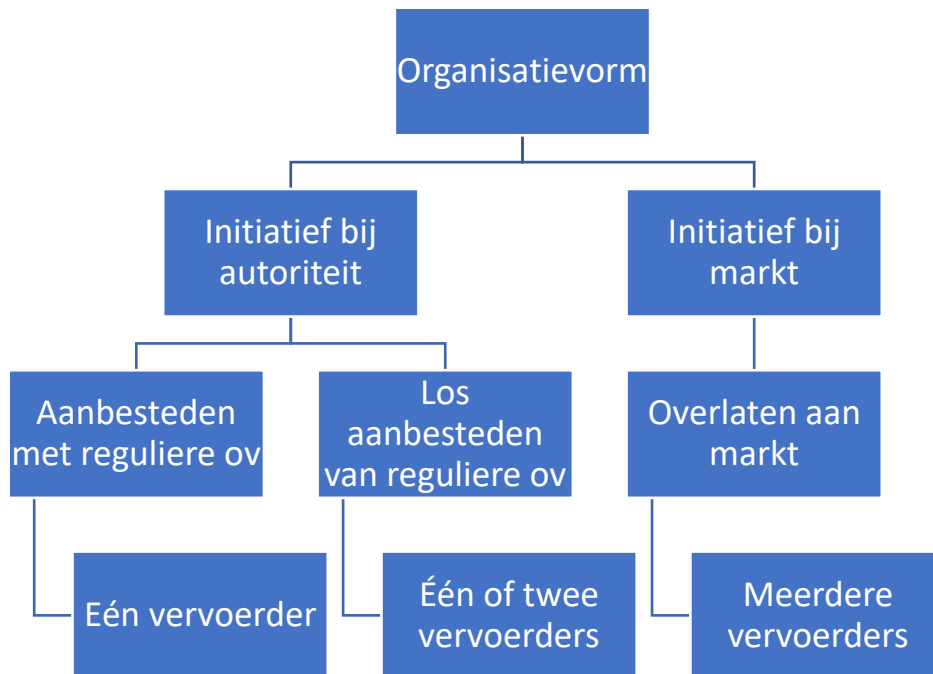 Organisatievorm
Initiatief bij
autoriteit
Initiatief bij
markt
Aanbesteden
met reguliere ov
Los
aanbesteden
van reguliere ov
Overlaten aan
markt
Eén vervoerder
Één of twee
vervoerders
Meerdere
vervoerders